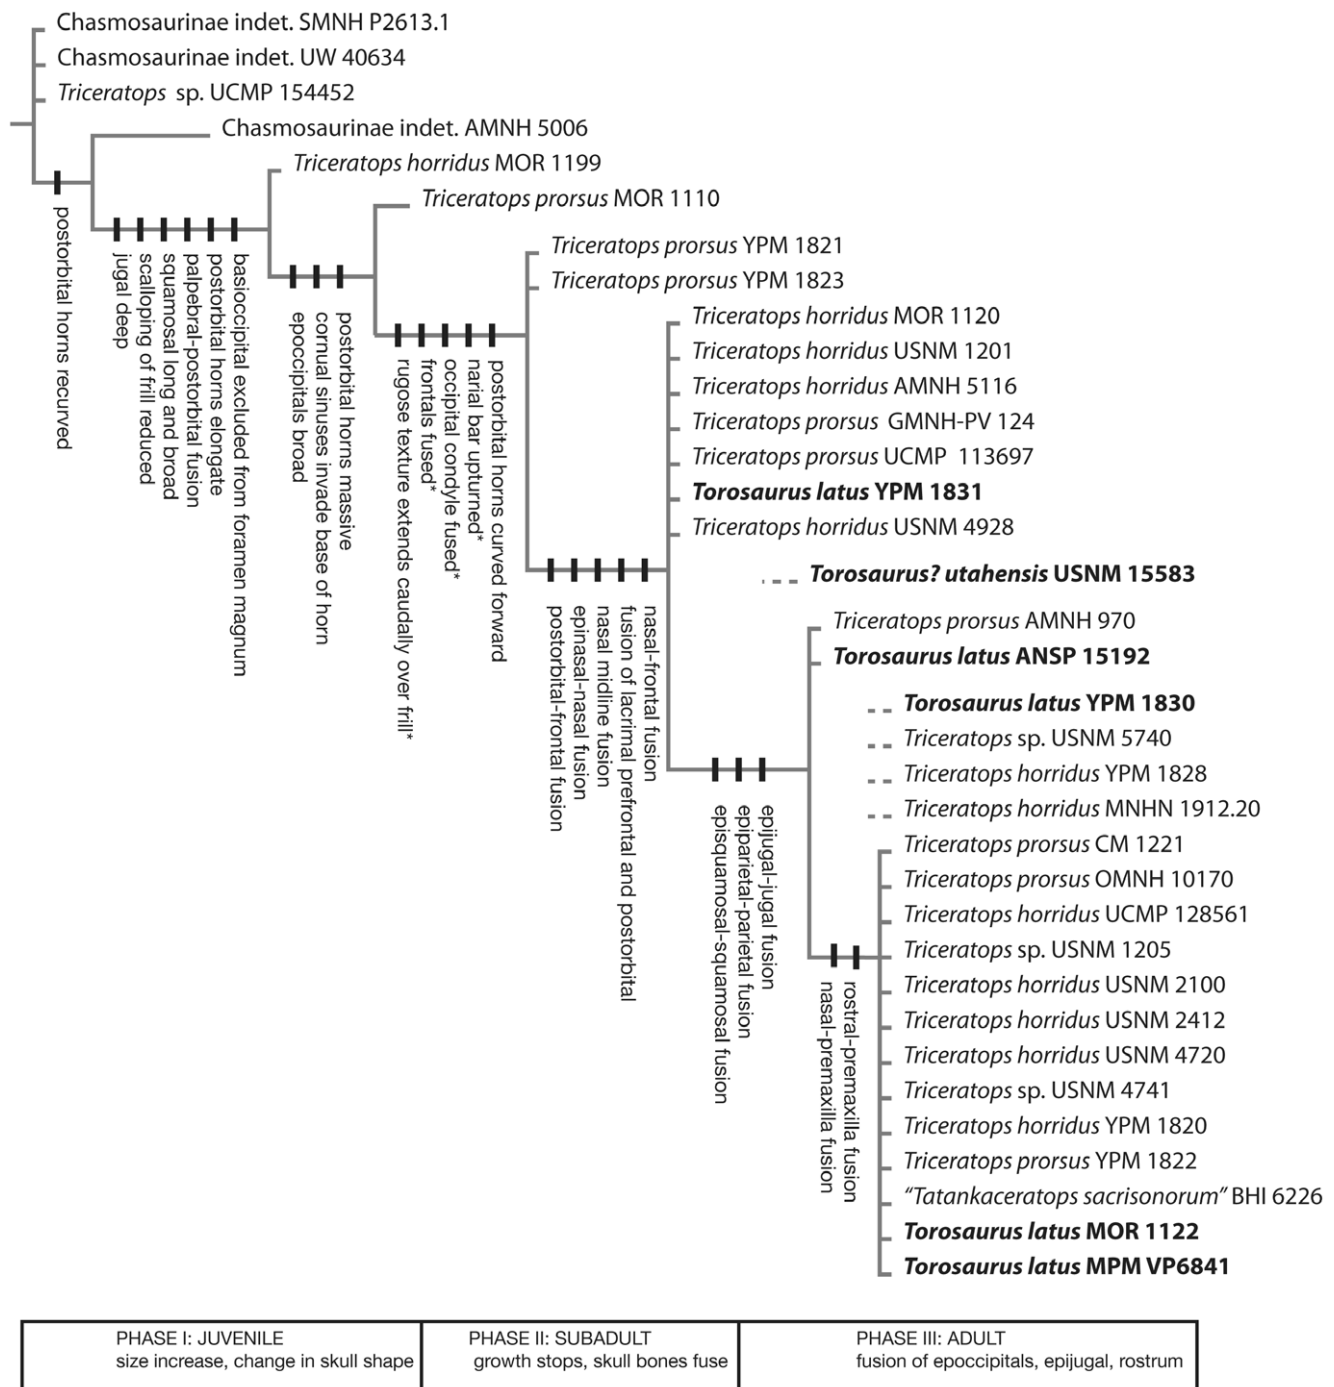 Chasmosaurinae indet. SMNH P2613.1
Chasmosaurinae indet. UW 40634
Triceratops sp. UCMP 154452
Chasmosaurinae indet. AMNH 5006
Triceratops horridus MOR 1199
Triceratops prorsus MOR 1110
Triceratops prorsus YPM 1821
Triceratops prorsus YPM 1823
Triceratops horridus MOR 1120
Triceratops horridus USNM 1201
Triceratops horridus AMNH 5116
Triceratops prorsus GMNH-PV 124
Triceratops prorsus UCMP 113697
Torosaurus latus YPM 1831
Triceratops horridus USNM 4928
Torosaurus? utahensis USNM 15583
Triceratops prorsus AMNH 970
Torosaurus latus ANSP 15192
Torosaurus latus YPM 1830
Triceratops sp. USNM 5740
Triceratops horridus YPM 1828
Triceratops horridus MNHN 1912.20
Triceratops prorsus CM 1221
Triceratops prorsus OMNH 10170
Triceratops horridus UCMP 128561
Triceratops sp. USNM 1205
Triceratops horridus USNM 2100
Triceratops horridus USNM 2412
Triceratops horridus USNM 4720
Triceratops sp. USNM 4741
Triceratops horridus YPM 1820
Triceratops prorsus YPM 1822
"Tatankaceratops sacrisonorum" BHI 6226
Torosaurus latus MOR 1122
Torosaurus latus MPM VP6841
postorbital horns recurved
jugal deep
scalloping of frill reduced
squamosal long and broad
palpebral-postorbital fusion
postorbital horns elongate
basioccipital excluded from foramen magnum
epoccipitals broad
cornual sinuses invade base of horn
postorbital horns massive
rugose texture extends caudally over frill*
frontals fused*
occipital condyle fused*
narial bar upturned*
postorbital horns curved forward
postorbital-frontal fusion
epinasal-nasal fusion
nasal midline fusion
fusion of lacrimal prefrontal and postorbital
nasal-frontal fusion
episquamosal-squamosal fusion
epiparietal-parietal fusion
epijugal-jugal fusion
nasal-premaxilla fusion
rostral-premaxilla fusion
PHASE I: JUVENILE
size increase, change in skull shape
PHASE II: SUBADULT
growth stops, skull bones fuse
PHASE III: ADULT
fusion of epoccipitals, epijugal, rostrum